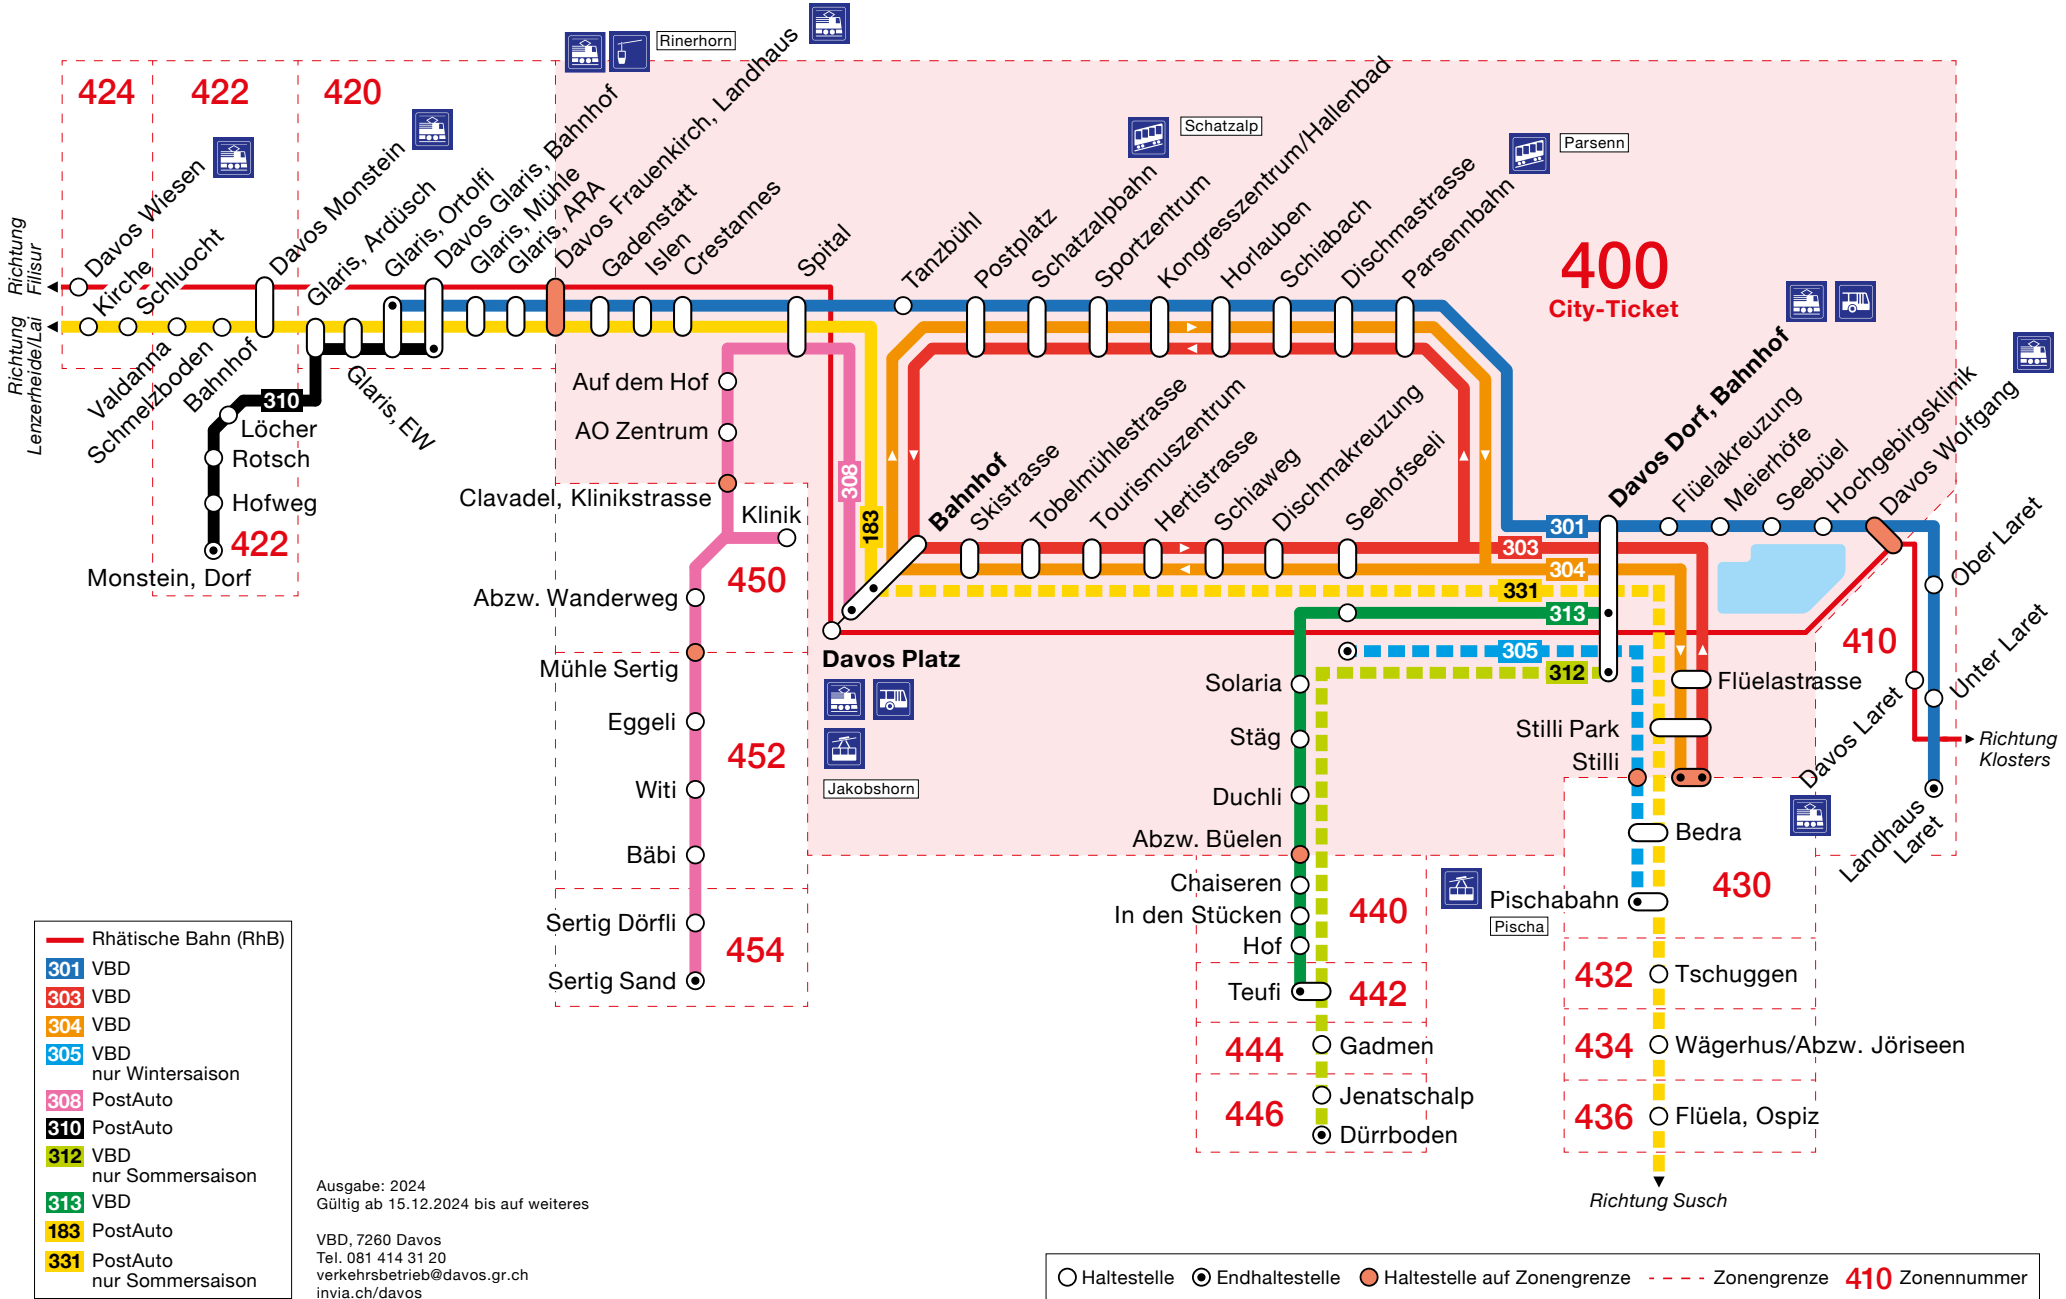 Rinerhorn
424
422
420
Davos Wiesen
Kirche
Schluocht
Valdanna
Schmelzboden
Bahnhof
Davos Monstein
Glaris, Ardüsch
Glaris, Ortolfi
Davos Glaris, Bahnhof
Glaris, Mühle
Glaris, ARA
Davos Frauenkirch, Landhaus
Gadenstatt
Islen
Crestannes
Spital
Tanzbühl
Postplatz
Schatzalpbahn
Schatzalp
Sportzentrum
Kongresszentrum/Hallenbad
Horlauben
Schiabach
Dischmastrasse
Parsennbahn
Parsenn
400
City-Ticket
Richtung
Filisur
Richtung
Lenzerheide/Lai
Glaris, EW
310
Löcher
Rotsch
Hofweg
422
Monstein, Dorf
Auf dem Hof
AO Zentrum
Clavadel, Klinikstrasse
Klinik
450
Abzw. Wanderweg
Mühle Sertig
Eggeli
452
Witi
Bäbi
Sertig Dörfli
454
Sertig Sand
308
183
Bahnhof
Skistrasse
Tobelmühlestrasse
Tourismuszentrum
Hertistrasse
Schiaweg
Dischmakreuzung
Seehofseeli
Davos Platz
Jakobshorn
301
303
304
331
313
305
312
Davos Dorf, Bahnhof
Flüelakreuzung
Meierhöfe
Seebüel
Hochgebirgsklinik
Davos Wolfgang
Ober Laret
410
Unter Laret
Davos Laret
Richtung
Klosters
Landhaus
Laret
Flüelastrasse
Stilli Park
Stilli
Bedra
430
Pischabahn
Pischa
432
Tschuggen
434
Wägerhus/Abzw. Jöriseen
436
Flüela, Ospiz
Richtung Susch
Solaria
Stäg
Duchli
Abzw. Büelen
Chaiseren
In den Stücken
440
Hof
Teufi
442
444
Gadmen
446
Jenatschalp
Dürrboden
Rhätische Bahn (RhB)
301 VBD
303 VBD
304 VBD
305 VBD
nur Wintersaison
308 PostAuto
310 PostAuto
312 VBD
nur Sommersaison
313 VBD
183 PostAuto
331 PostAuto
nur Sommersaison
Ausgabe: 2024
Gültig ab 15.12.2024 bis auf weiteres
VBD, 7260 Davos
Tel. 081 414 31 20
verkehrsbetrieb@davos.gr.ch
invia.ch/davos
Haltestelle Endhaltestelle Haltestelle auf Zonengrenze Zonengrenze 410 Zonennummer